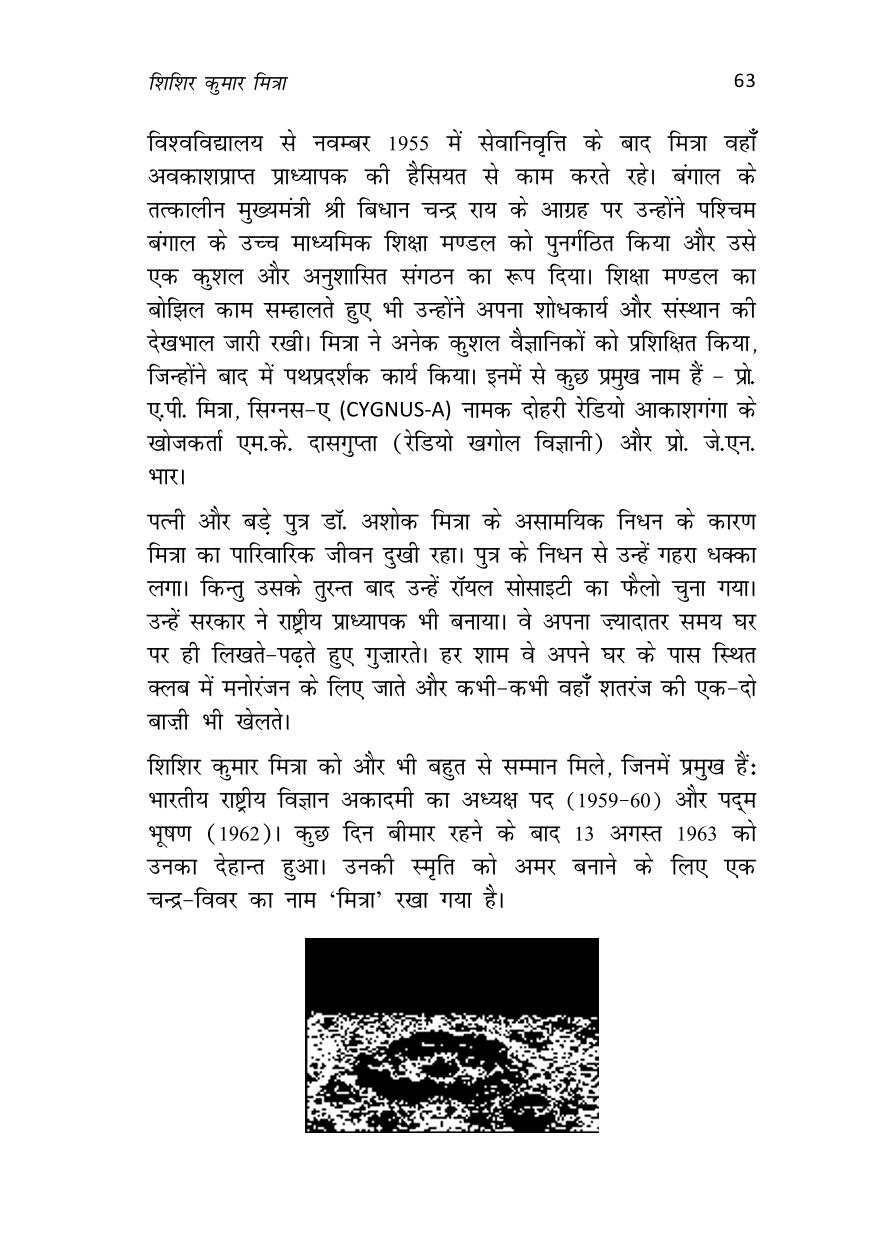 शिशिर कुमार मित्रा 63
विश्वविद्यालय से नवम्बर 1955 में सेवानिवृत्ति के बाद मित्रा वहाँ
अवकाशप्राप्त प्राध्यापक की हैसियत से काम करते रहे। बंगाल के
तत्कालीन मुख्यमंत्री श्री बिधान चन्द्र राय के आग्रह पर उन्होंने पश्चिम
बंगाल के उच्च माध्यमिक शिक्षा मण्डल को पुनर्गठित किया और उसे
एक कुशल और अनुशासित संगठन का रूप दिया। शिक्षा मण्डल का
बोझिल काम सम्हालते हुए भी उन्होंने अपना शोधकार्य और संस्थान की
देखभाल जारी रखी। मित्रा ने अनेक कुशल वैज्ञानिकों को प्रशिक्षित किया,
जिन्होंने बाद में पथप्रदर्शक कार्य किया। इनमें से कुछ प्रमुख नाम हैं - प्रो.
ए.पी. मित्रा, सिग्नस-ए (CYGNUS-A) नामक दोहरी रेडियो आकाशगंगा के
खोजकर्ता एम.के. दासगुप्ता (रेडियो खगोल विज्ञानी) और प्रो. जे.एन.
भार।
पत्नी और बड़े पुत्र डॉ. अशोक मित्रा के असामयिक निधन के कारण
मित्रा का पारिवारिक जीवन दुखी रहा। पुत्र के निधन से उन्हें गहरा धक्का
लगा। किन्तु उसके तुरन्त बाद उन्हें रॉयल सोसाइटी का फैलो चुना गया।
उन्हें सरकार ने राष्ट्रीय प्राध्यापक भी बनाया। वे अपना ज़्यादातर समय घर
पर ही लिखते-पढ़ते हुए गुज़ारते। हर शाम वे अपने घर के पास स्थित
क्लब में मनोरंजन के लिए जाते और कभी-कभी वहाँ शतरंज की एक-दो
बाज़ी भी खेलते।
शिशिर कुमार मित्रा को और भी बहुत से सम्मान मिले, जिनमें प्रमुख हैं:
भारतीय राष्ट्रीय विज्ञान अकादमी का अध्यक्ष पद (1959-60) और पद्म
भूषण (1962)। कुछ दिन बीमार रहने के बाद 13 अगस्त 1963 को
उनका देहान्त हुआ। उनकी स्मृति को अमर बनाने के लिए एक
चन्द्र-विवर का नाम ‘मित्रा’ रखा गया है।